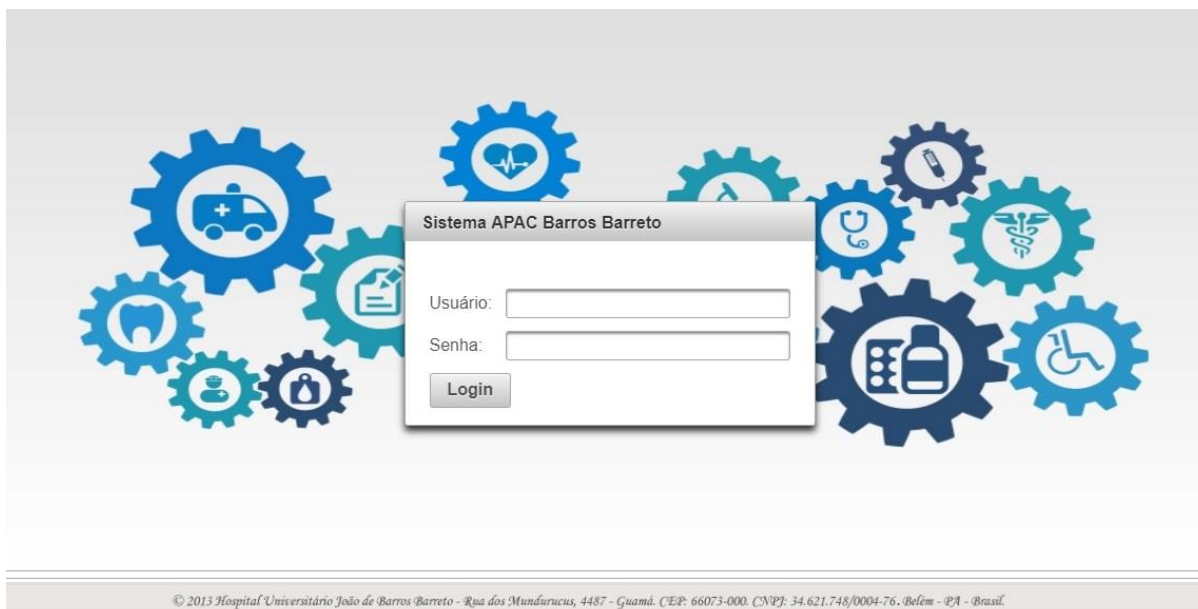 Sistema APAC Barros Barreto
Usuário:
Senha:
Login
© 2013 Hospital Universitário João de Barros Barreto - Rua dos Mundurucus, 4487 - Guamá. CEP: 66073-000. CNPJ: 34.621.748/0004-76. Belém - PA - Brasil.